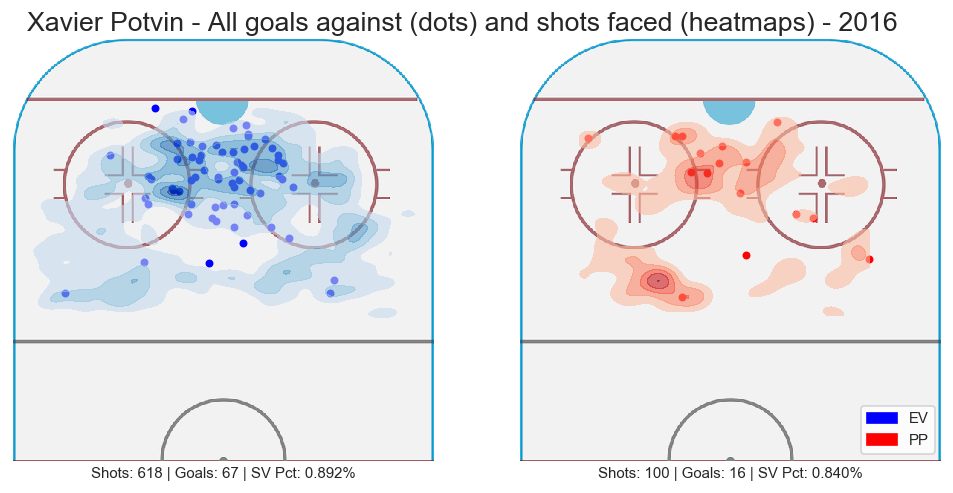 Xavier Potvin - All goals against (dots) and shots faced (heatmaps) - 2016
EV
PP
Shots: 618 | Goals: 67 | SV Pct: 0.892%
Shots: 100 | Goals: 16 | SV Pct: 0.840%